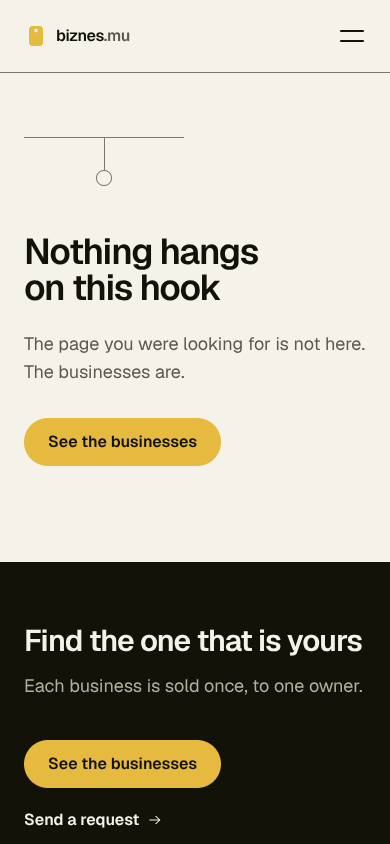 biznes.mu
Nothing hangs
on this hook
The page you were looking for is not here.
The businesses are.
See the businesses
Find the one that is yours
Each business is sold once, to one owner.
See the businesses
Send a request →